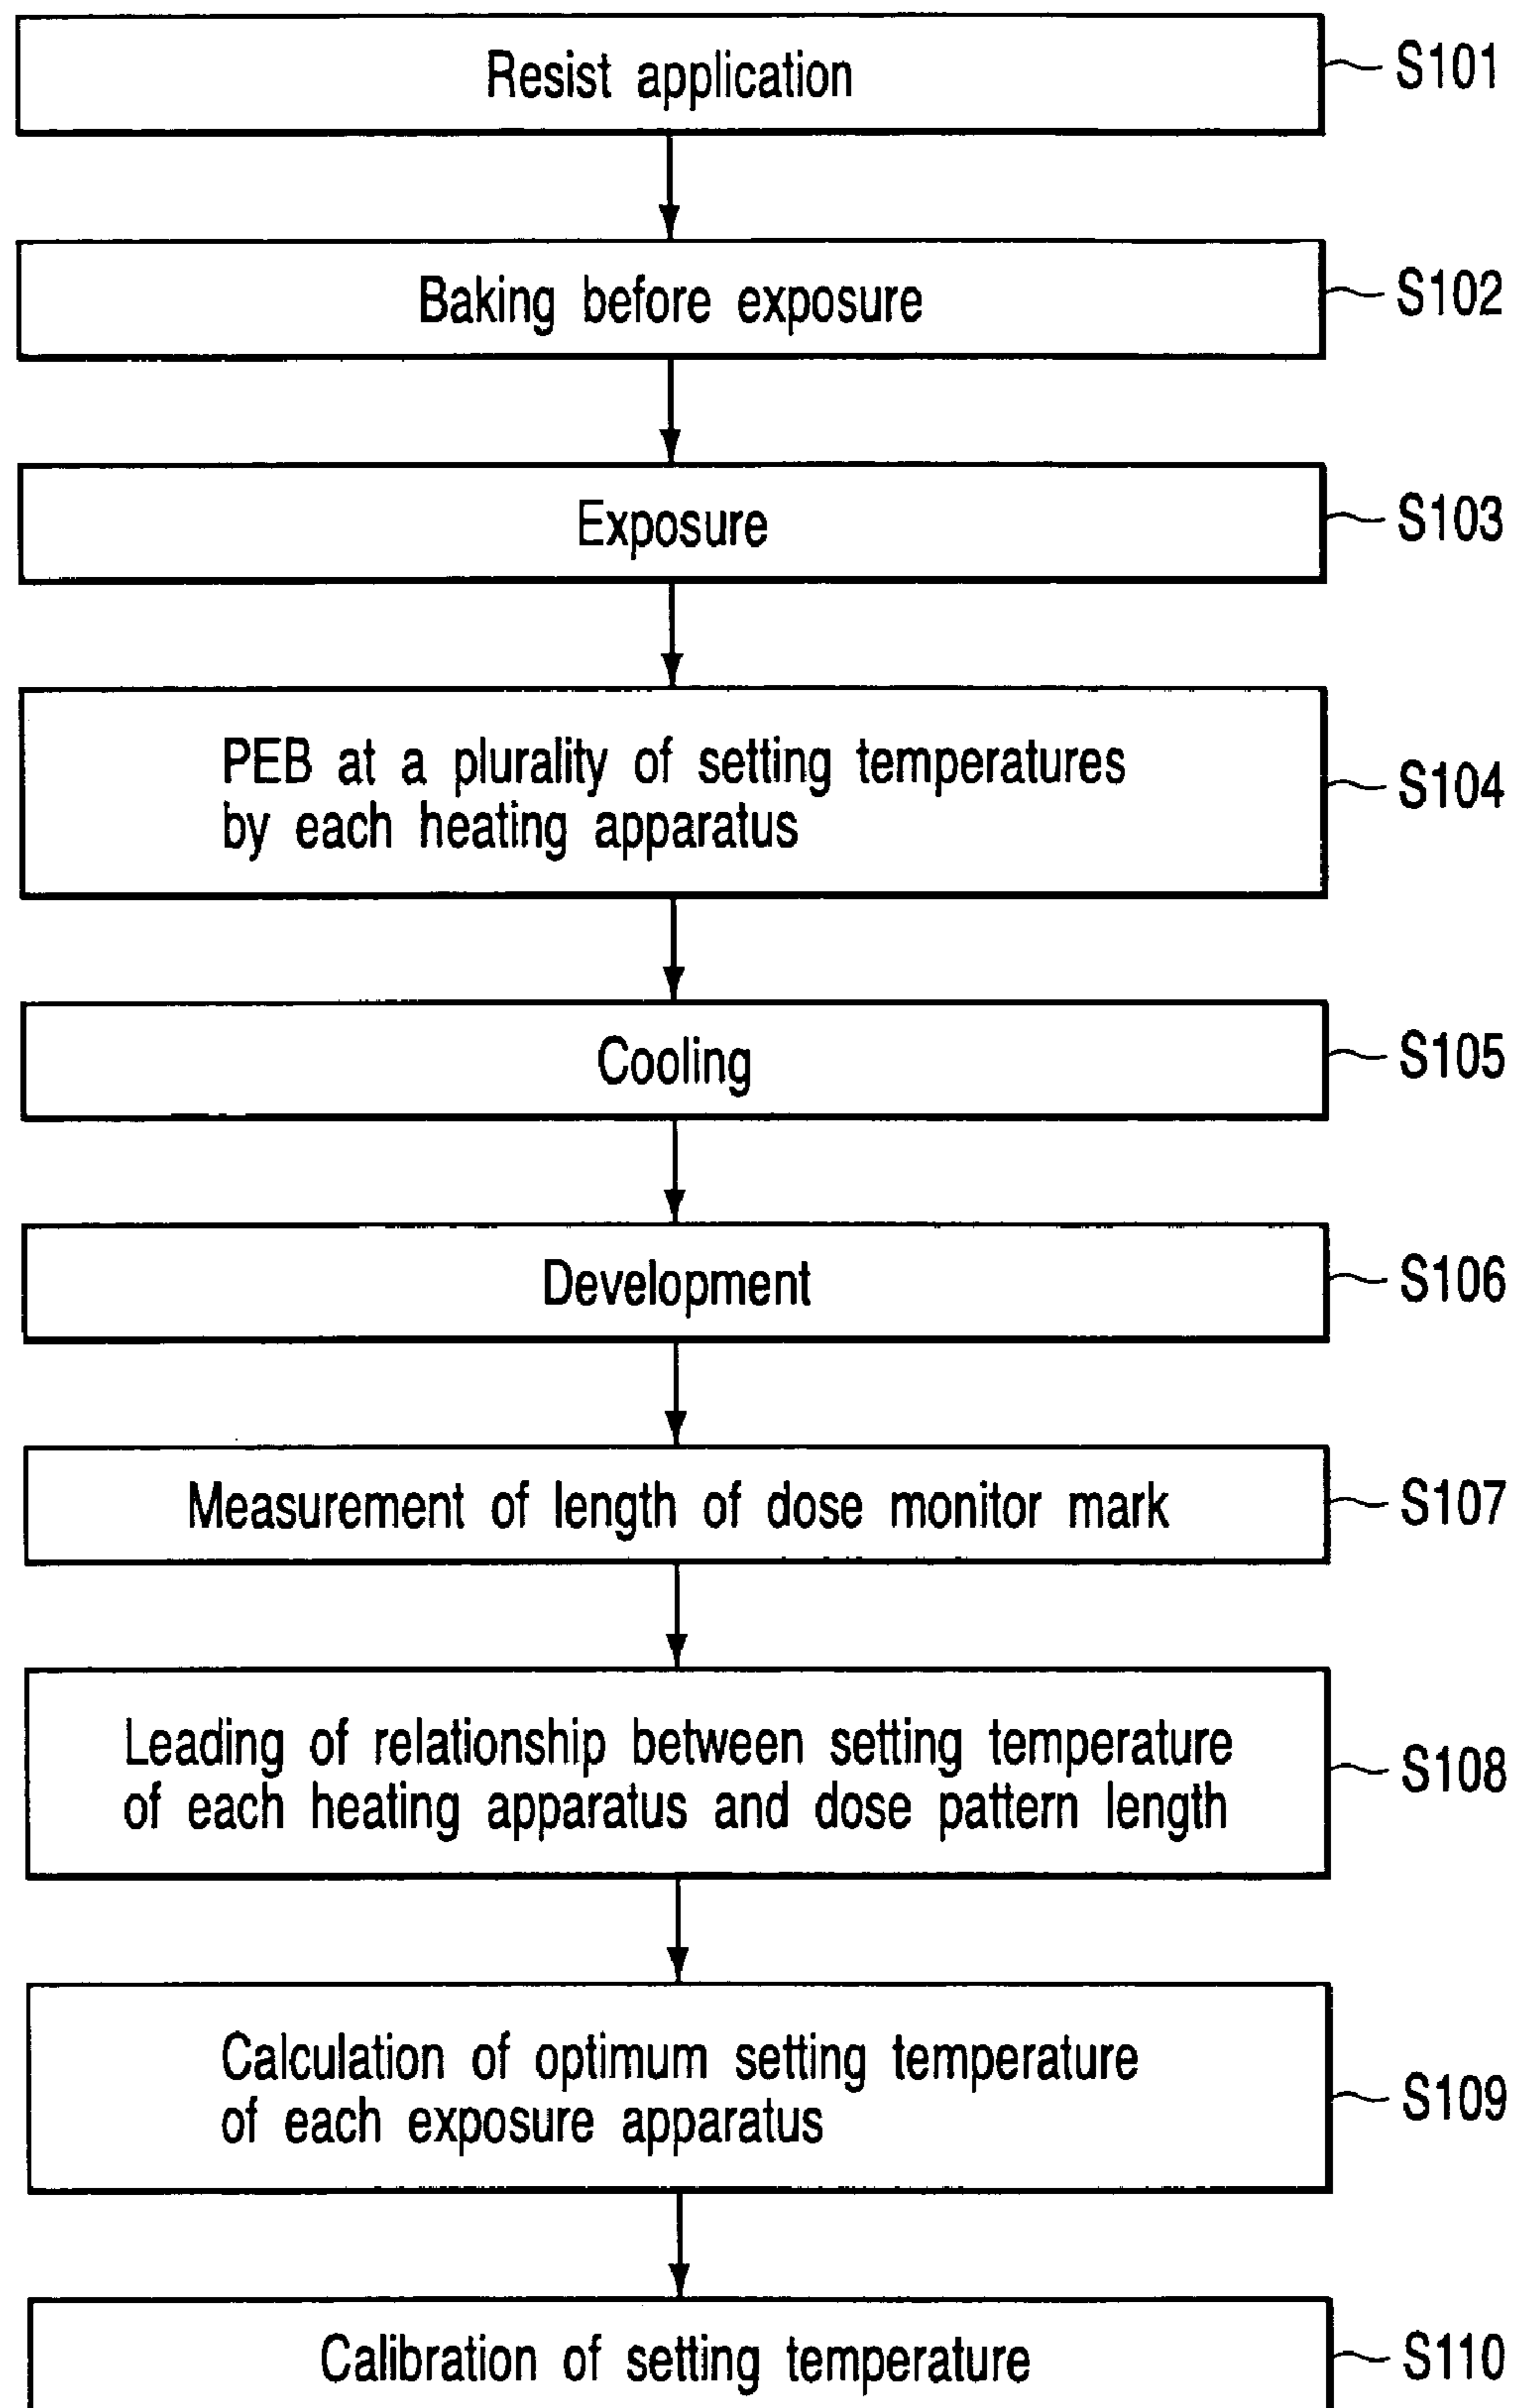 Resist application
S101
Baking before exposure
S102
Exposure
S103
PEB at a plurality of setting temperatures
by each heating apparatus
S104
Cooling
S105
Development
S106
Measurement of length of dose monitor mark
S107
Leading of relationship between setting temperature
of each heating apparatus and dose pattern length
S108
Calculation of optimum setting temperature
of each exposure apparatus
S109
Calibration of setting temperature
S110